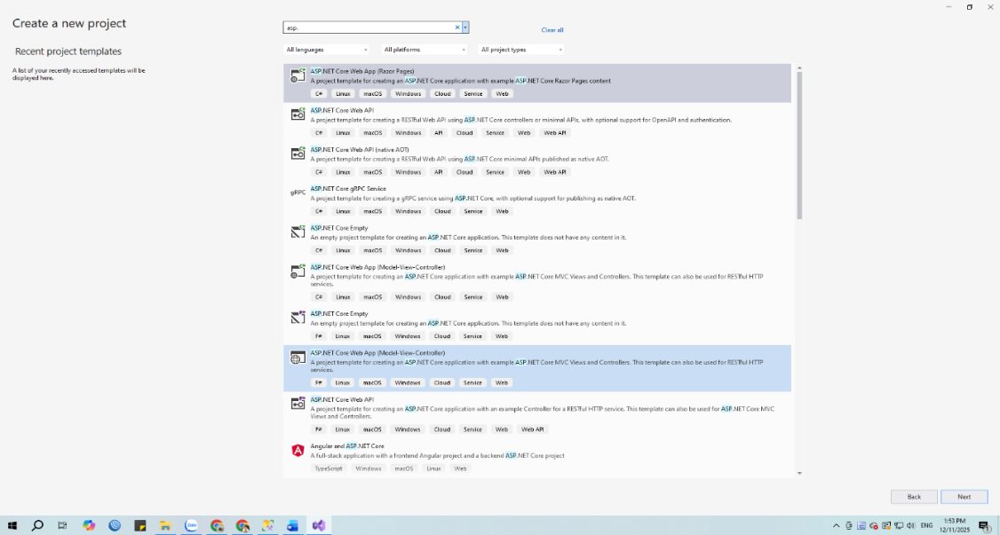 Create a new project
Recent project templates
A list of your recently accessed templates will be
displayed here.
asp.
Clear all
All languages
All platforms
All project types
ASP.NET Core Web App (Razor Pages)
A project template for creating an ASP.NET Core application with example ASP.NET Core Razor Pages content
C# Linux macOS Windows Cloud Service Web
ASP.NET Core Web API
A project template for creating a RESTful Web API using ASP.NET Core controllers or minimal APIs, with optional support for OpenAPI and authentication.
C# Linux macOS Windows API Cloud Service Web Web API
ASP.NET Core Web API (native AOT)
A project template for creating a RESTful Web API using ASP.NET Core minimal APIs published as native AOT.
C# Linux macOS Windows API Cloud Service Web Web API
gRPC
ASP.NET Core gRPC Service
A project template for creating a gRPC service using ASP.NET Core, with optional support for publishing as native AOT.
C# Linux macOS Windows Cloud Service Web
ASP.NET Core Empty
An empty project template for creating an ASP.NET Core application. This template does not have any content in it.
C# Linux macOS Windows Cloud Service Web
ASP.NET Core Web App (Model-View-Controller)
A project template for creating an ASP.NET Core application with example ASP.NET Core MVC Views and Controllers. This template can also be used for RESTful HTTP
services.
C# Linux macOS Windows Cloud Service Web
ASP.NET Core Empty
An empty project template for creating an ASP.NET Core application. This template does not have any content in it.
F# Linux macOS Windows Cloud Service Web
ASP.NET Core Web App (Model-View-Controller)
A project template for creating an ASP.NET Core application with example ASP.NET Core MVC Views and Controllers. This template can also be used for RESTful HTTP
services.
F# Linux macOS Windows Cloud Service Web
ASP.NET Core Web API
A project template for creating an ASP.NET Core application with an example Controller for a RESTful HTTP service. This template can also be used for ASP.NET Core MVC
Views and Controllers.
F# Linux macOS Windows Cloud Service Web Web API
Angular and ASP.NET Core
A full-stack application with a frontend Angular project and a backend ASP.NET Core project
TypeScript Windows macOS Linux Web
Back
Next
Zalo
ENG
1:53 PM
12/11/2025